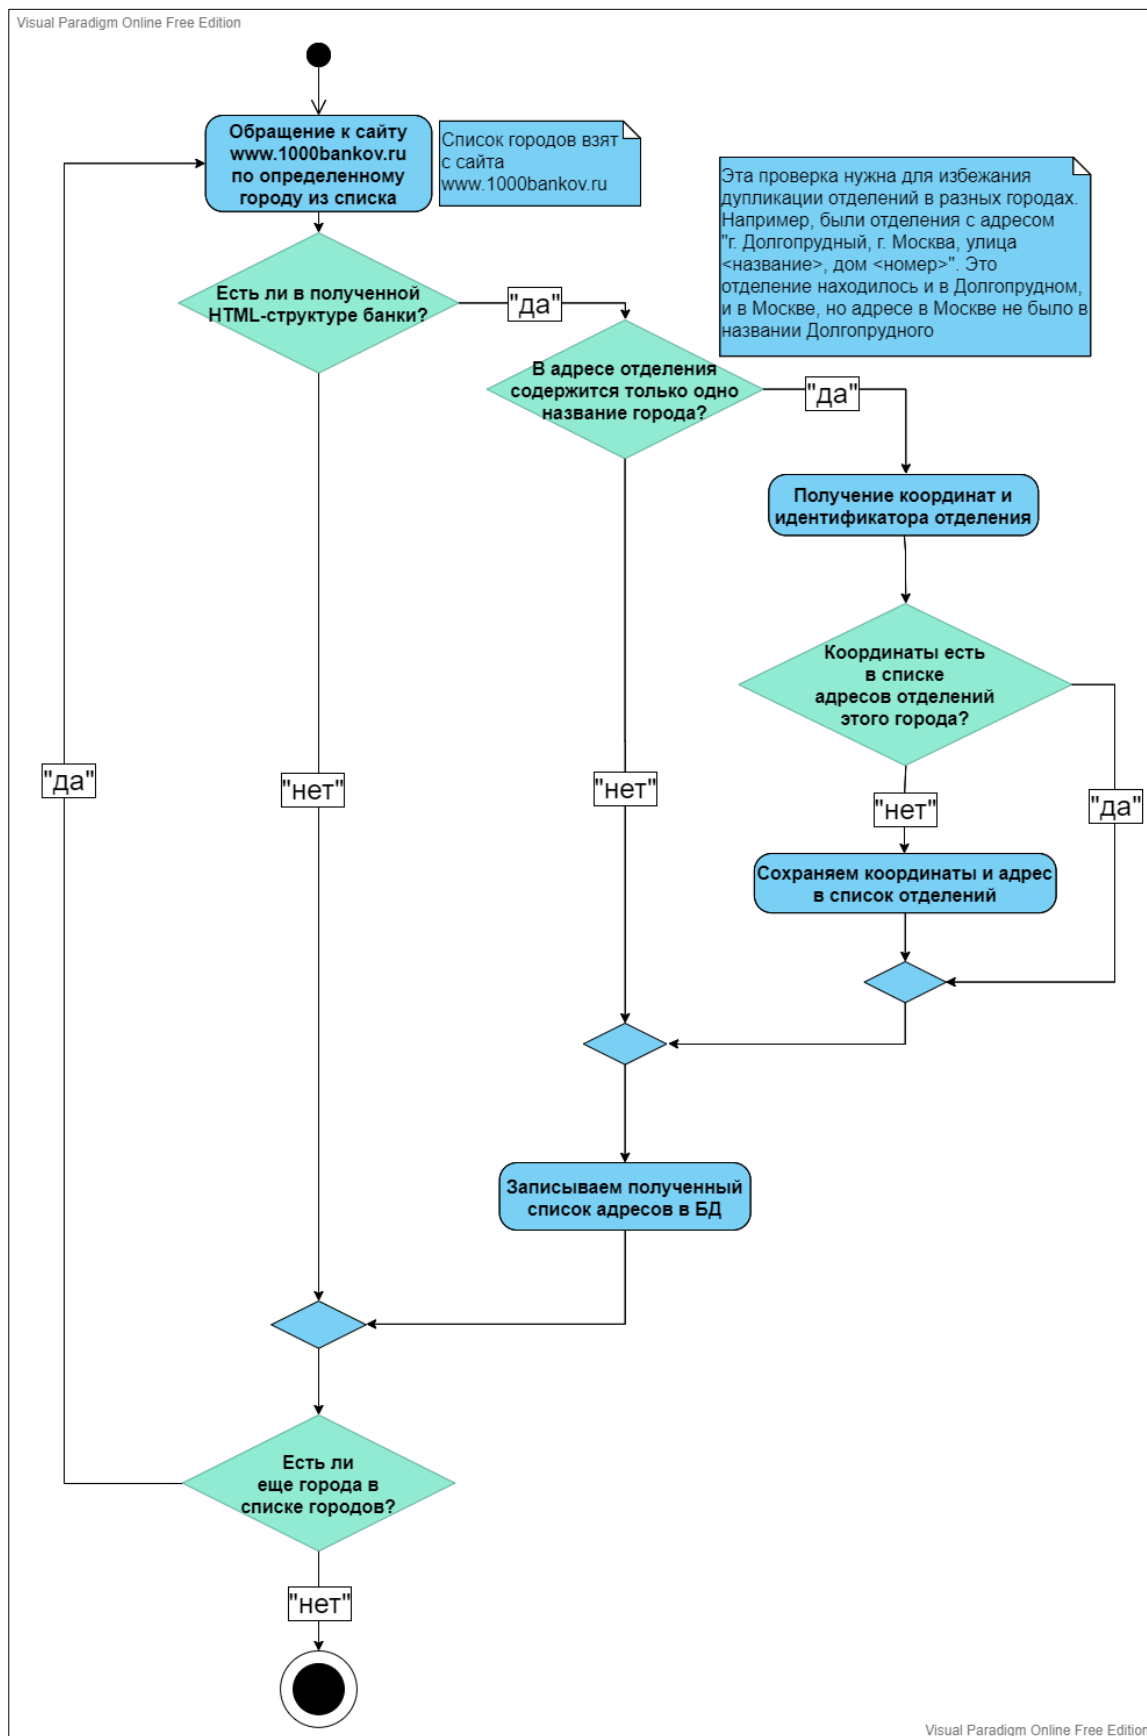 Visual Paradigm Online Free Edition
Обращение к сайту
www.1000bankov.ru
по определенному
городу из списка
Список городов взят
с сайта
www.1000bankov.ru
Эта проверка нужна для избежания
дупликации отделений в разных городах.
Например, были отделения с адресом
"г. Долгопрудный, г. Москва, улица
<название>, дом <номер>". Это
отделение находилось и в Долгопрудном,
и в Москве, но адресе в Москве не было в
названии Долгопрудного
Есть ли в полученной
HTML-структуре банки?
"да"
В адресе отделения
содержится только одно
название города?
"да"
Получение координат и
идентификатора отделения
Координаты есть
в списке
адресов отделений
этого города?
"да"
"нет"
"нет"
"нет"
"да"
Сохраняем координаты и адрес
в список отделений
Записываем полученный
список адресов в БД
Есть ли
еще города в
списке городов?
"нет"
Visual Paradigm Online Free Edition